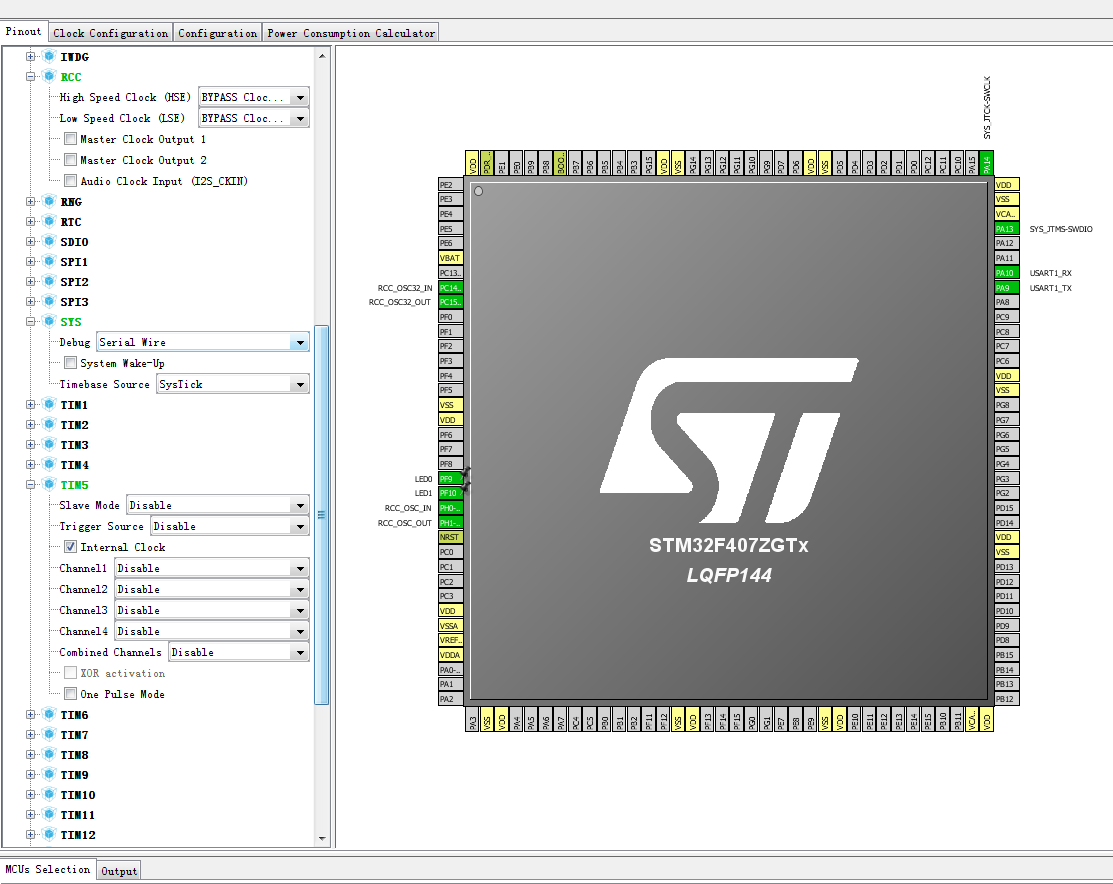 Pinout
Clock Configuration
Configuration
Power Consumption Calculator
IWDG
RCC
High Speed Clock (HSE) BYPASS Cloc...
Low Speed Clock (LSE) BYPASS Cloc...
Master Clock Output 1
Master Clock Output 2
Audio Clock Input (I2S_CKIN)
RNG
RTC
SDIO
SPI1
SPI2
SPI3
SYS
Debug Serial Wire
System Wake-Up
Timebase Source SysTick
TIM1
TIM2
TIM3
TIM4
TIM5
Slave Mode Disable
Trigger Source Disable
Internal Clock
Channel1 Disable
Channel2 Disable
Channel3 Disable
Channel4 Disable
Combined Channels Disable
XOR activation
One Pulse Mode
TIM6
TIM7
TIM8
TIM9
TIM10
TIM11
TIM12
SYS_JTCK-SWCLK
VDD
PDR..
PE1
PE0
PB9
PB8
BOO..
PB7
PB6
PB5
PB4
PB3
PG15
VDD
VSS
PG14
PG13
PG12
PG11
PG10
PG9
PD7
PD6
VDD
VSS
PD5
PD4
PD3
PD2
PD1
PD0
PC12
PC11
PC10
PA15
PA14
PE2
PE3
PE4
PE5
PE6
VBAT
PC13..
RCC_OSC32_IN PC14..
RCC_OSC32_OUT PC15..
PF0
PF1
PF2
PF3
PF4
PF5
VSS
VDD
PF6
PF7
PF8
LED0 PF9
LED1 PF10
RCC_OSC_IN PH0-..
RCC_OSC_OUT PH1-..
NRST
PC0
PC1
PC2
PC3
VDD
VSSA
VREF..
VDDA
PA0-..
PA1
PA2
ST
STM32F407ZGTx
LQFP144
VDD
VSS
VCA..
PA13 SYS_JTMS-SWDIO
PA12
PA11
PA10 USART1_RX
PA9 USART1_TX
PA8
PC9
PC8
PC7
PC6
VDD
VSS
PG8
PG7
PG6
PG5
PG4
PG3
PG2
PD15
PD14
VDD
VSS
PD13
PD12
PD11
PD10
PD9
PD8
PB15
PB14
PB13
PB12
PA3
VSS
VDD
PA4
PA5
PA6
PA7
PC4
PC5
PB0
PB1
PB2
PF11
PF12
VSS
VDD
PF13
PF14
PF15
PG0
PG1
PE7
PE8
PE9
VSS
VDD
PE10
PE11
PE12
PE13
PE14
PE15
PB10
PB11
VCA..
VDD
MCUs Selection
Output